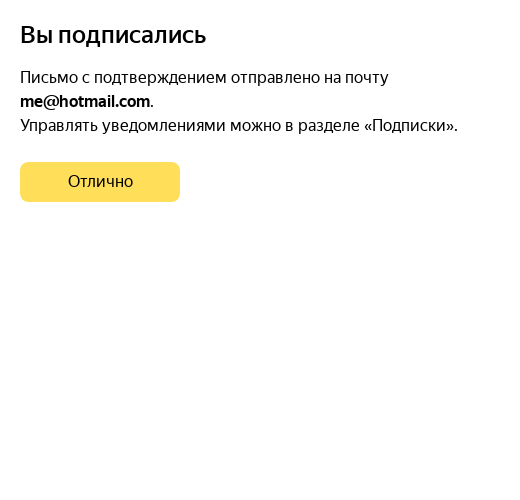 Вы подписались
Письмо с подтверждением отправлено на почту
me@hotmail.com.
Управлять уведомлениями можно в разделе «Подписки».
Отлично